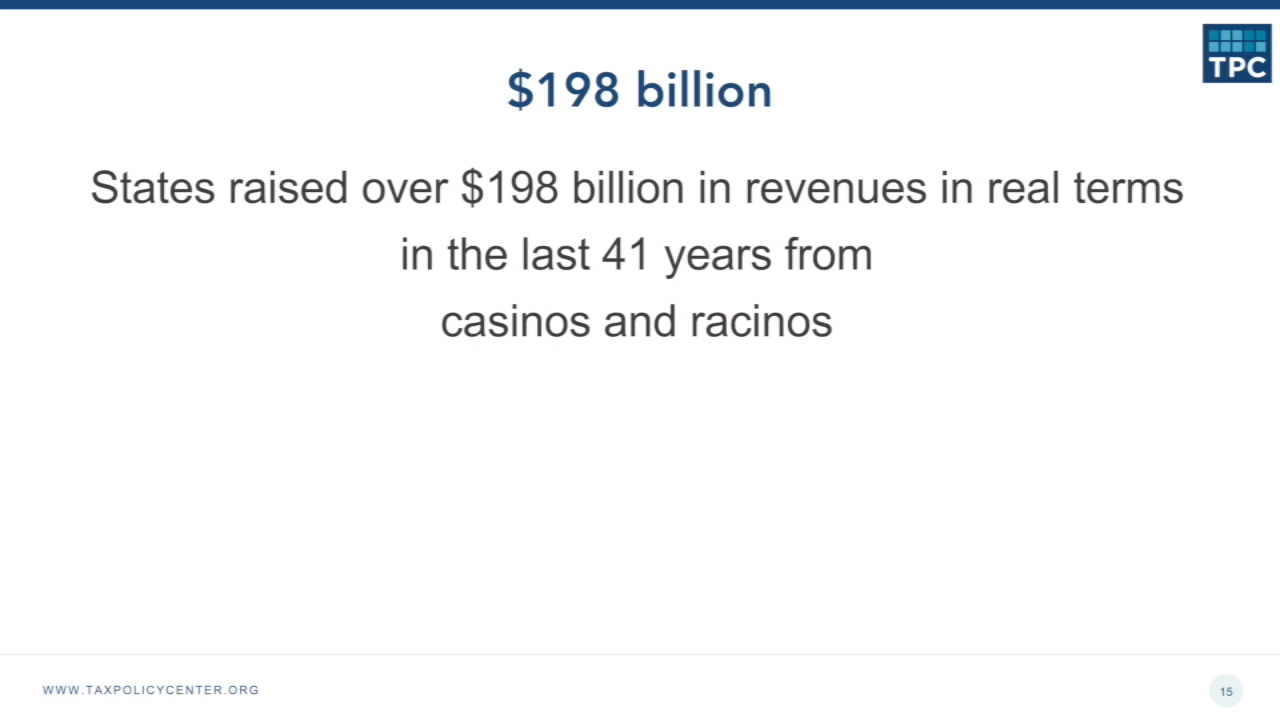 TPC
$198 billion
States raised over $198 billion in revenues in real terms
in the last 41 years from
casinos and racinos
WWW.TAXPOLICYCENTER.ORG
15